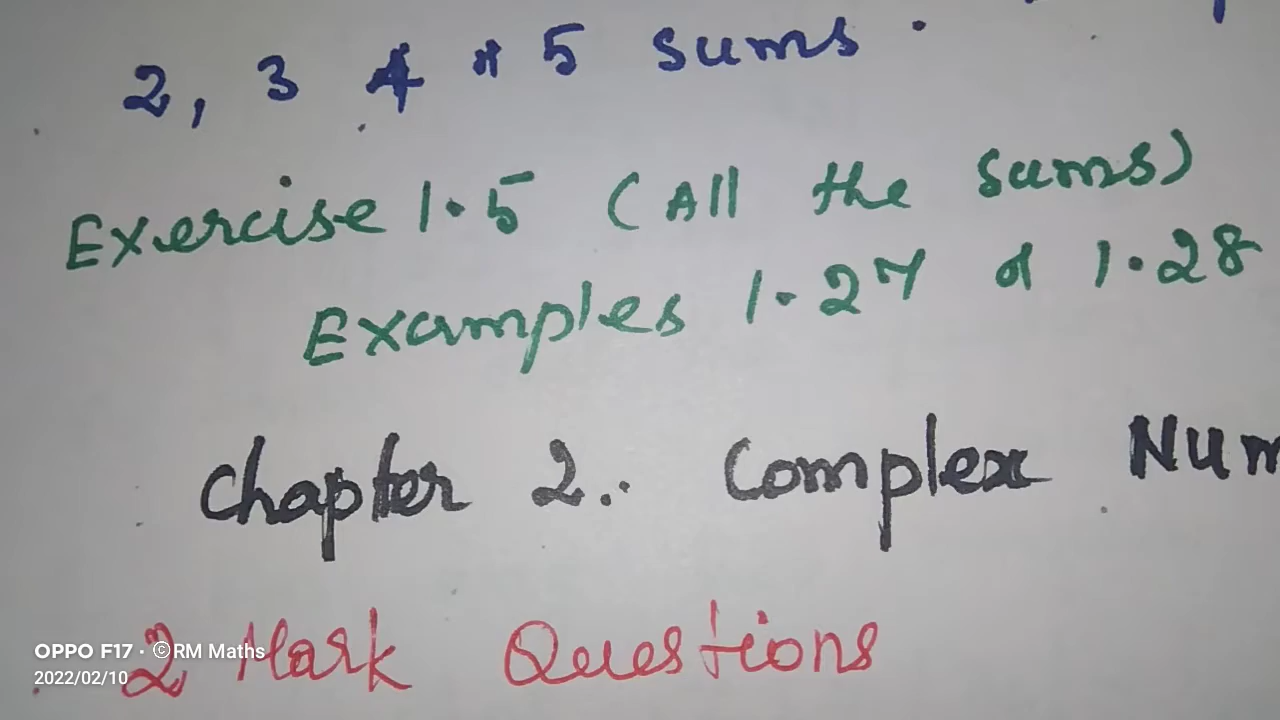 2, 3 4 & 5 sums.
Exercise 1.5 (All the sums)
Examples 1.27 & 1.28
Chapter 2. Complex Num
2 Mark Questions
OPPO F17 · ©RM Maths
2022/02/10